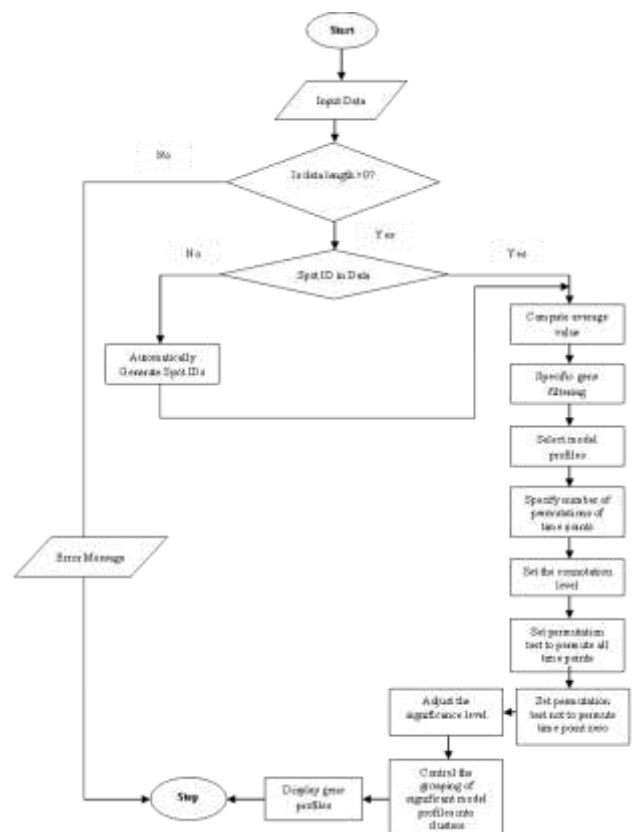 Start
Input Data
No
Is data length >0?
Yes
No
Spot ID in Data
Yes
Compute average
value
Automatically
Generate Spot IDs
Specific gene
filtering
Select model
profiles
Specify number of
permutations of
time points
Error Message
Set the connotation
level
Set permutation
test to permute all
time points
Adjust the
significance level
Set permutation
test not to permute
time point zero
Stop
Display gene
profiles
Control the
grouping of
significant model
profiles into
clusters